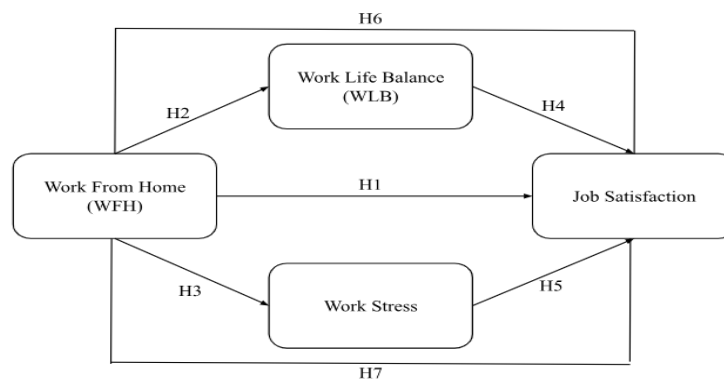 H6
Work Life Balance
(WLB)
H2
H4
Work From Home
(WFH)
H1
Job Satisfaction
H3
H5
Work Stress
H7